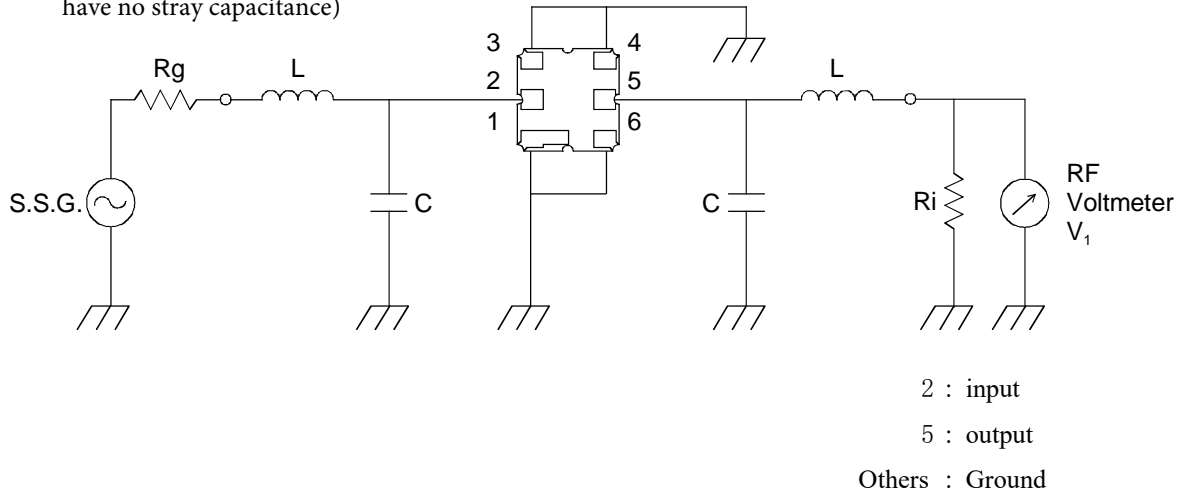 have no stray capacitance)
3
4
Rg
L
2
5
L
1
6
S.S.G.
C
C
Ri
RF
Voltmeter
V₁
2 : input
5 : output
Others : Ground